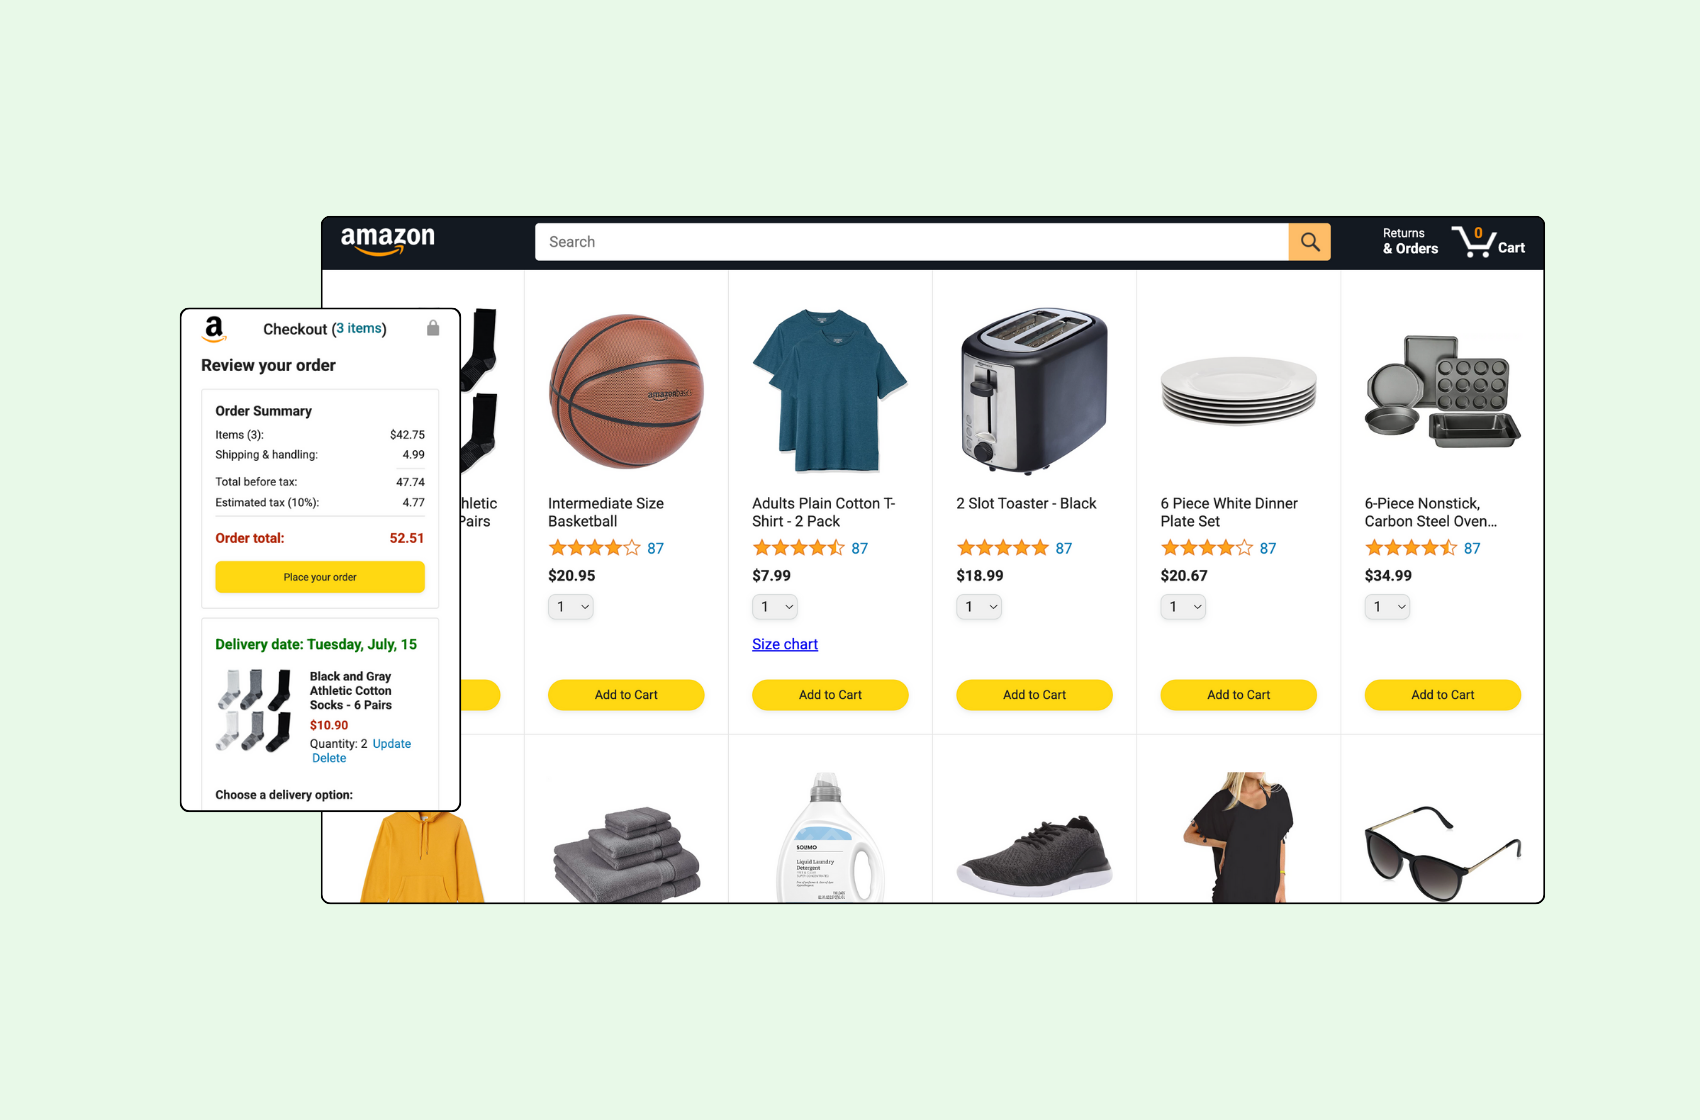 amazon
Search
Returns
& Orders
0
Cart
a
Checkout (3 items)
Review your order
Order Summary
Items (3): $42.75
Shipping & handling: 4.99
Total before tax: 47.74
Estimated tax (10%): 4.77
Order total: 52.51
Place your order
Delivery date: Tuesday, July, 15
Black and Gray
Athletic Cotton
Socks - 6 Pairs
$10.90
Quantity: 2 Update
Delete
Choose a delivery option:
hletic
Pairs
amazonbasics
Intermediate Size
Basketball
87
$20.95
1
Add to Cart
Adults Plain Cotton T-
Shirt - 2 Pack
87
$7.99
1
Size chart
Add to Cart
2 Slot Toaster - Black
87
$18.99
1
Add to Cart
6 Piece White Dinner
Plate Set
87
$20.67
1
Add to Cart
6-Piece Nonstick,
Carbon Steel Oven...
87
$34.99
1
Add to Cart
SOLIMO
Liquid Laundry
Detergent